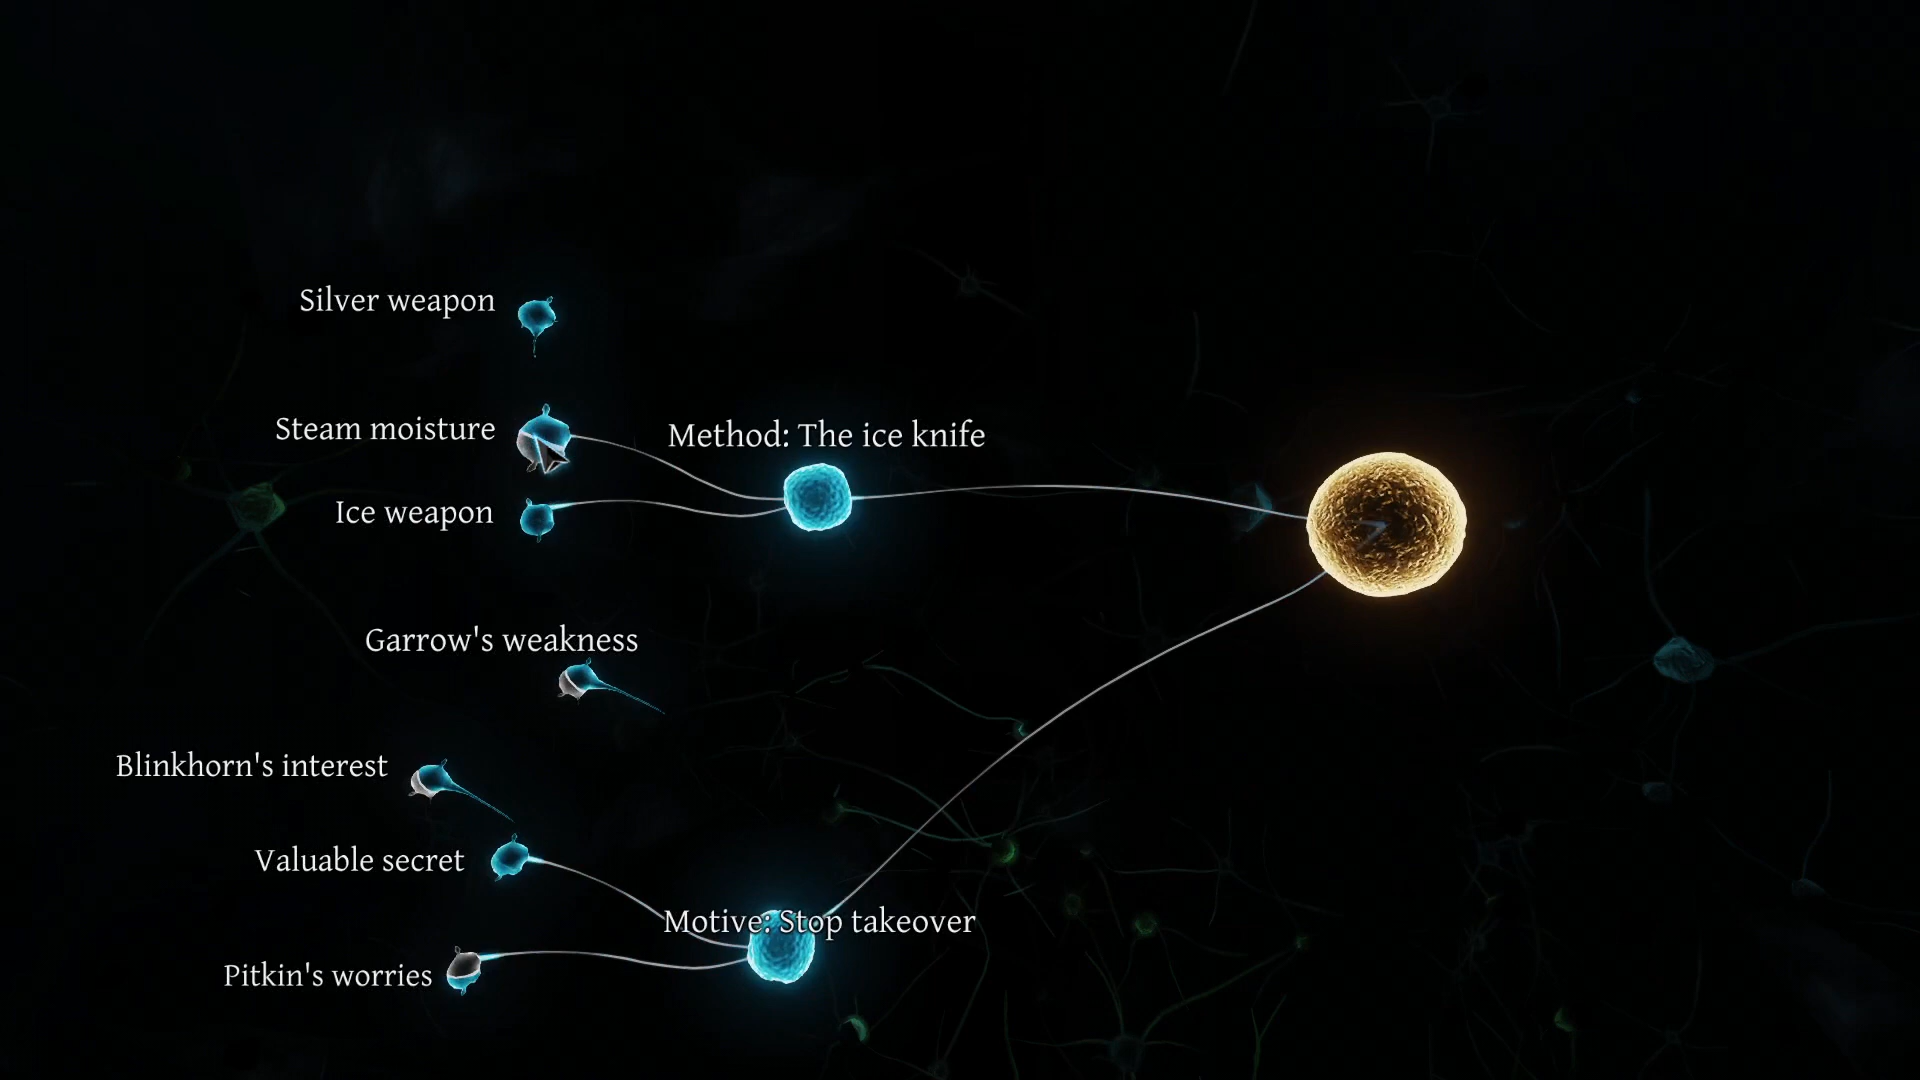 Silver weapon
Steam moisture
Method: The ice knife
Ice weapon
Garrow's weakness
Blinkhorn's interest
Valuable secret
Motive: Stop takeover
Pitkin's worries